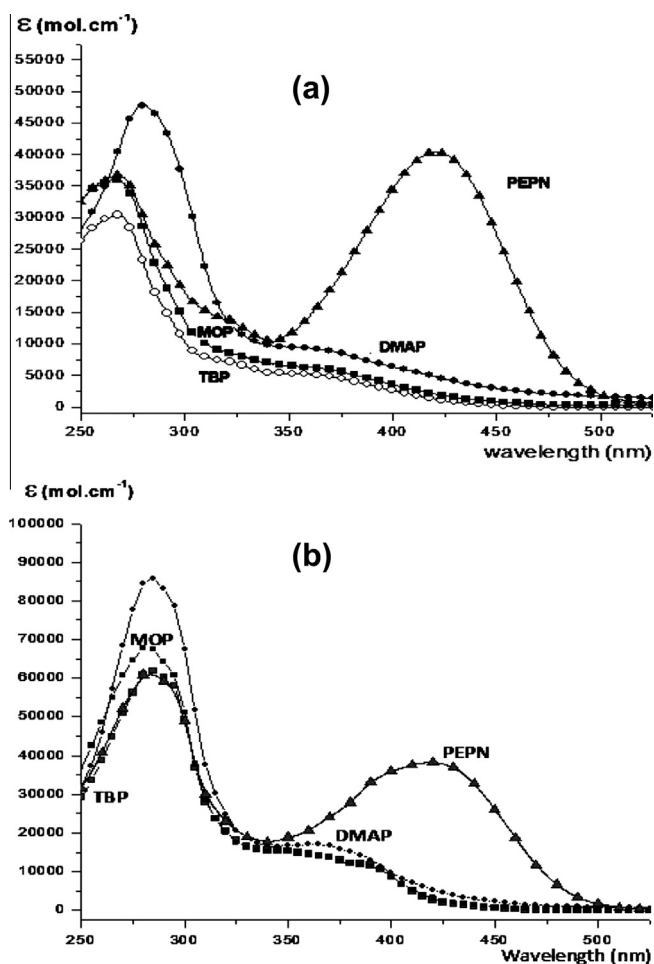 ε (mol.cm⁻¹)
(a)
55000
50000
45000
40000
35000
30000
25000
20000
15000
10000
5000
0
PEPN
MOP
DMAP
TBP
250 300 350 400 450 500
wavelength (nm)
ε (mol.cm⁻¹)
(b)
100000
90000
80000
70000
60000
50000
40000
30000
20000
10000
0
MOP
PEPN
TBP
DMAP
250 300 350 400 450 500
Wavelength (nm)